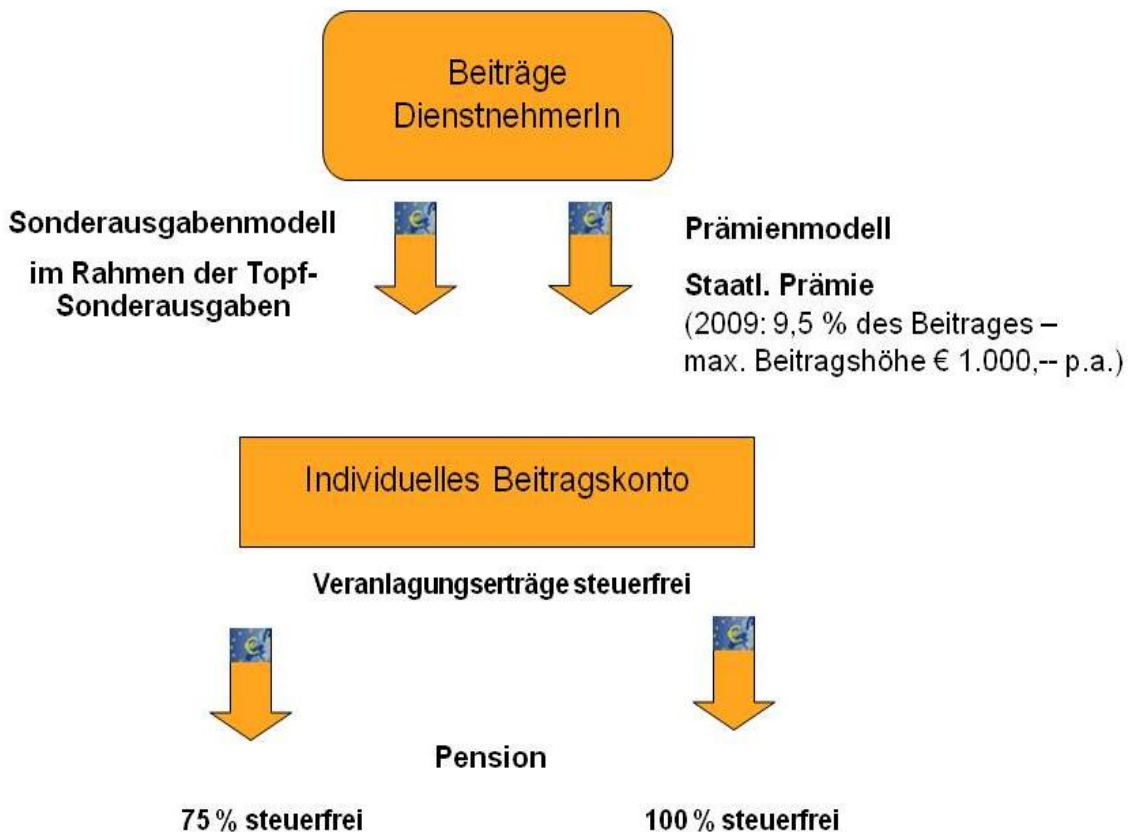 Beiträge
DienstnehmerIn
Sonderausgabenmodell
im Rahmen der Topf-
Sonderausgaben
Prämienmodell
Staatl. Prämie
(2009: 9,5 % des Beitrages –
max. Beitragshöhe € 1.000,-- p.a.)
Individuelles Beitragskonto
Veranlagungserträge steuerfrei
Pension
75 % steuerfrei
100 % steuerfrei